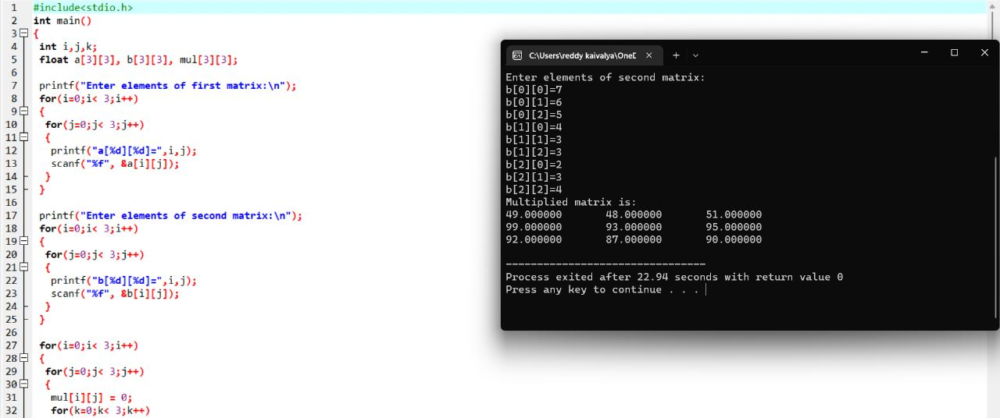 1 #include<stdio.h>
2 int main()
3 {
4 int i,j,k;
5 float a[3][3], b[3][3], mul[3][3];
6
7 printf("Enter elements of first matrix:\n");
8 for(i=0;i< 3;i++)
9 {
10 for(j=0;j< 3;j++)
11 {
12 printf("a[%d][%d]=",i,j);
13 scanf("%f", &a[i][j]);
14 }
15 }
16
17 printf("Enter elements of second matrix:\n");
18 for(i=0;i< 3;i++)
19 {
20 for(j=0;j< 3;j++)
21 {
22 printf("b[%d][%d]=",i,j);
23 scanf("%f", &b[i][j]);
24 }
25 }
26
27 for(i=0;i< 3;i++)
28 {
29 for(j=0;j< 3;j++)
30 {
31 mul[i][j] = 0;
32 for(k=0;k< 3;k++)
C:\Users\reddy kaivalya\OneD
Enter elements of second matrix:
b[0][0]=7
b[0][1]=6
b[0][2]=5
b[1][0]=4
b[1][1]=3
b[1][2]=3
b[2][0]=2
b[2][1]=3
b[2][2]=4
Multiplied matrix is:
49.000000 48.000000 51.000000
99.000000 93.000000 95.000000
92.000000 87.000000 90.000000
--------------------------------
Process exited after 22.94 seconds with return value 0
Press any key to continue . . .